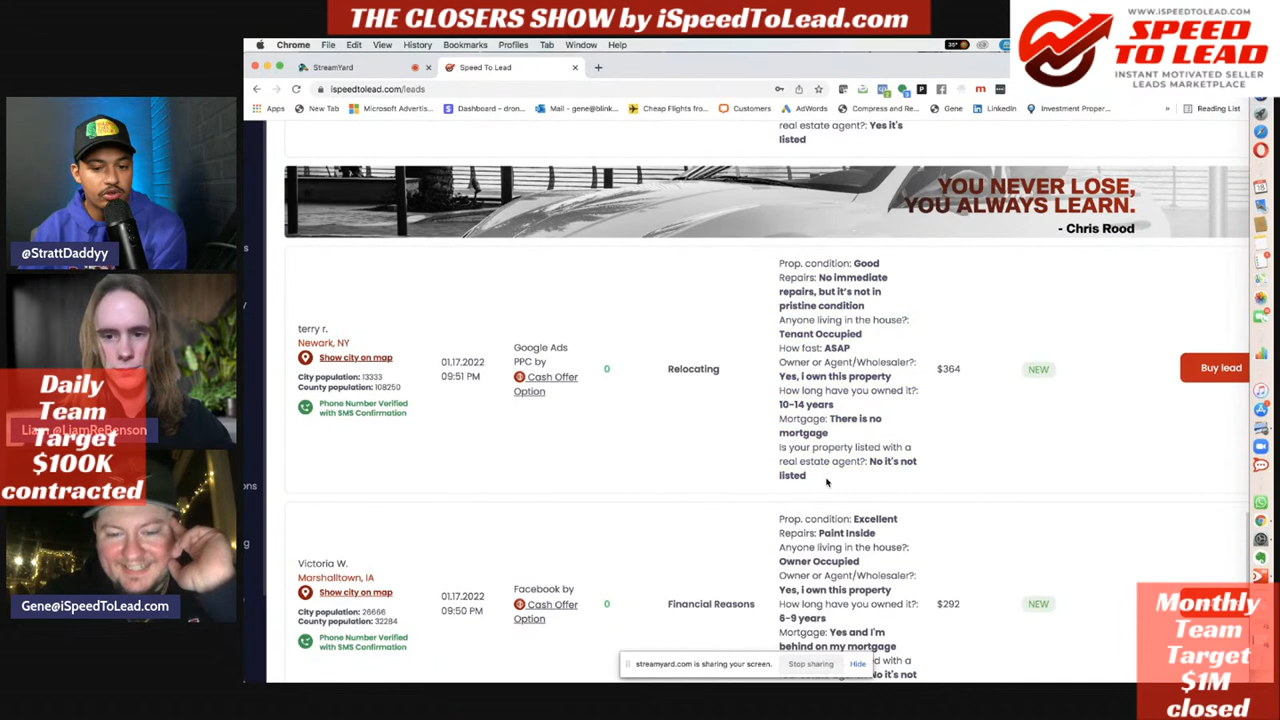 THE CLOSERS SHOW by iSpeedToLead.com
WWW.ISPEEDTOLEAD.COM
SPEED
TO LEAD
INSTANT MOTIVATED SELLER
LEADS MARKETPLACE
Chrome File Edit View History Bookmarks Profiles Tab Window Help
StreamYard
Speed To Lead
ispeedtolead.com/leads
Apps
New Tab
Microsoft Advertis...
Dashboard – dron...
Mail - gene@blink...
Cheap Flights fro...
Customers
AdWords
Compress and Re...
Gene
LinkedIn
Investment Proper...
Reading List
real estate agent?: Yes it's
listed
YOU NEVER LOSE,
YOU ALWAYS LEARN.
- Chris Rood
terry r.
Newark, NY
Show city on map
City population: 13333
County population: 108250
Phone Number Verified
with SMS Confirmation
01.17.2022
09:51 PM
Google Ads
PPC by
Cash Offer
Option
0
Relocating
Prop. condition: Good
Repairs: No immediate
repairs, but it's not in
pristine condition
Anyone living in the house?:
Tenant Occupied
How fast: ASAP
Owner or Agent/Wholesaler?:
Yes, i own this property
How long have you owned it?:
10-14 years
Mortgage: There is no
mortgage
Is your property listed with a
real estate agent?: No it's not
listed
$364
NEW
Buy lead
Victoria W.
Marshalltown, IA
Show city on map
City population: 26666
County population: 32284
Phone Number Verified
with SMS Confirmation
01.17.2022
09:50 PM
Facebook by
Cash Offer
Option
0
Financial Reasons
Prop. condition: Excellent
Repairs: Paint Inside
Anyone living in the house?:
Owner Occupied
Owner or Agent/Wholesaler?:
Yes, i own this property
How long have you owned it?:
6-9 years
Mortgage: Yes and I'm
behind on my mortgage
$292
NEW
streamyard.com is sharing your screen.
Stop sharing
Hide
@StrattDaddyy
Liam @LiamReBenson
Gene@iSpeedToLead.com
Daily
Team
Target
$100K
contracted
Monthly
Team
Target
$1M
closed